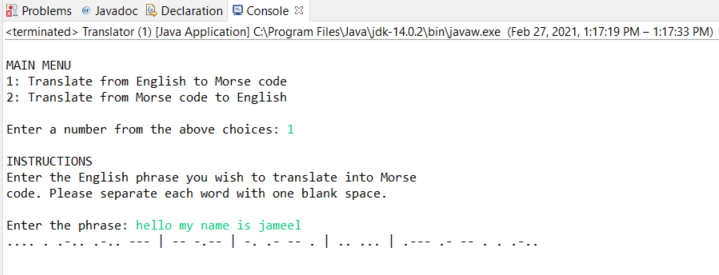 Problems @ Javadoc Declaration Console
<terminated> Translator (1) [Java Application] C:\Program Files\Java\jdk-14.0.2\bin\javaw.exe (Feb 27, 2021, 1:17:19 PM – 1:17:33 PM)
MAIN MENU
1: Translate from English to Morse code
2: Translate from Morse code to English
Enter a number from the above choices: 1
INSTRUCTIONS
Enter the English phrase you wish to translate into Morse
code. Please separate each word with one blank space.
Enter the phrase: hello my name is jameel
.... . .-.. .-.. --- | -- -.-- | -. .- -- . | .. ... | .--- .- -- . . .-..